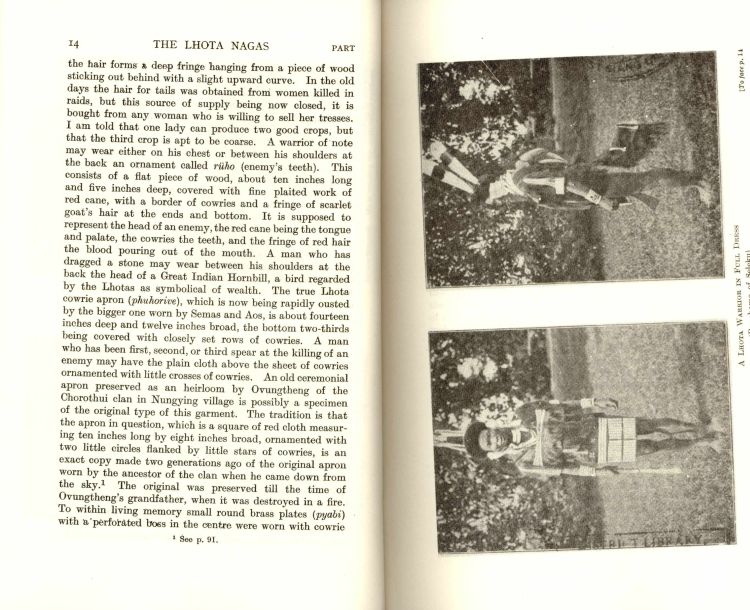 14 THE LHOTA NAGAS PART
the hair forms a deep fringe hanging from a piece of wood
sticking out behind with a slight upward curve. In the old
days the hair for tails was obtained from women killed in
raids, but this source of supply being now closed, it is
bought from any woman who is willing to sell her tresses.
I am told that one lady can produce two good crops, but
that the third crop is apt to be coarse. A warrior of note
may wear either on his chest or between his shoulders at
the back an ornament called rüho (enemy's teeth). This
consists of a flat piece of wood, about ten inches long
and five inches deep, covered with fine plaited work of
red cane, with a border of cowries and a fringe of scarlet
goat's hair at the ends and bottom. It is supposed to
represent the head of an enemy, the red cane being the tongue
and palate, the cowries the teeth, and the fringe of red hair
the blood pouring out of the mouth. A man who has
dragged a stone may wear between his shoulders at the
back the head of a Great Indian Hornbill, a bird regarded
by the Lhotas as symbolical of wealth. The true Lhota
cowrie apron (phuhorive), which is now being rapidly ousted
by the bigger one worn by Semas and Aos, is about fourteen
inches deep and twelve inches broad, the bottom two-thirds
being covered with closely set rows of cowries. A man
who has been first, second, or third spear at the killing of an
enemy may have the plain cloth above the sheet of cowries
ornamented with little crosses of cowries. An old ceremonial
apron preserved as an heirloom by Ovungtheng of the
Chorothui clan in Nungying village is possibly a specimen
of the original type of this garment. The tradition is that
the apron in question, which is a square of red cloth measur-
ing ten inches long by eight inches broad, ornamented with
two little circles flanked by little stars of cowries, is an
exact copy made two generations ago of the original apron
worn by the ancestor of the clan when he came down from
the sky.¹ The original was preserved till the time of
Ovungtheng's grandfather, when it was destroyed in a fire.
To within living memory small round brass plates (pyabi)
with a perforated boss in the centre were worn with cowrie
¹ See p. 91.
[To face p. 14
A LHOTA WARRIOR IN FULL DRESS
LIBRARY